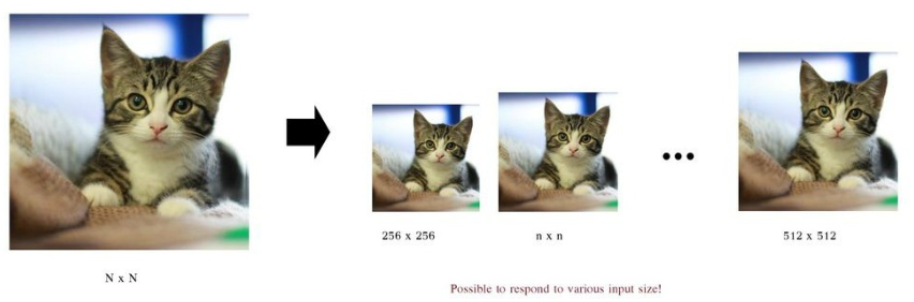 256 x 256
n x n
512 x 512
N x N
Possible to respond to various input size!